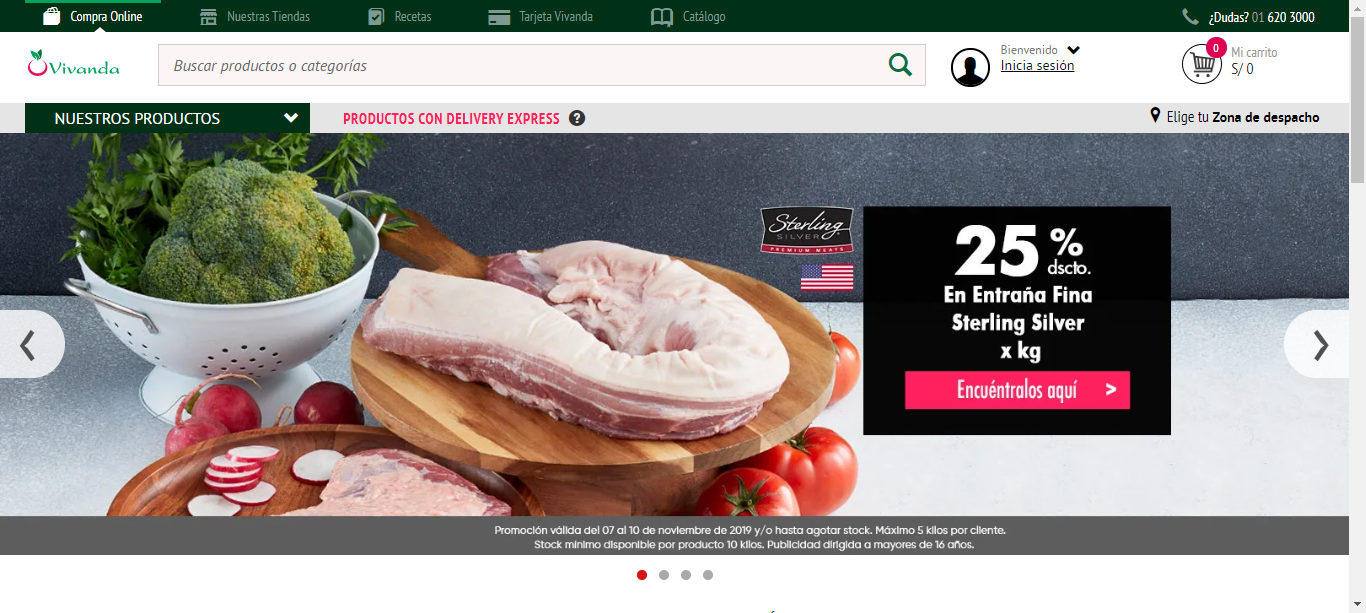 Compra Online
Nuestras Tiendas
Recetas
Tarjeta Vivanda
Catálogo
¿Dudas? 01 620 3000
Vivanda
Buscar productos o categorías
Bienvenido
Inicia sesión
0
Mi carrito
S/ 0
NUESTROS PRODUCTOS
PRODUCTOS CON DELIVERY EXPRESS ?
Elige tu Zona de despacho
Sterling
SILVER
PREMIUM MEATS
25%
dscto.
En Entraña Fina
Sterling Silver
x kg
Encuéntralos aquí >
Promoción válida del 07 al 10 de noviembre de 2019 y/o hasta agotar stock. Máximo 5 kilos por cliente.
Stock mínimo disponible por producto 10 kilos. Publicidad dirigida a mayores de 16 años.